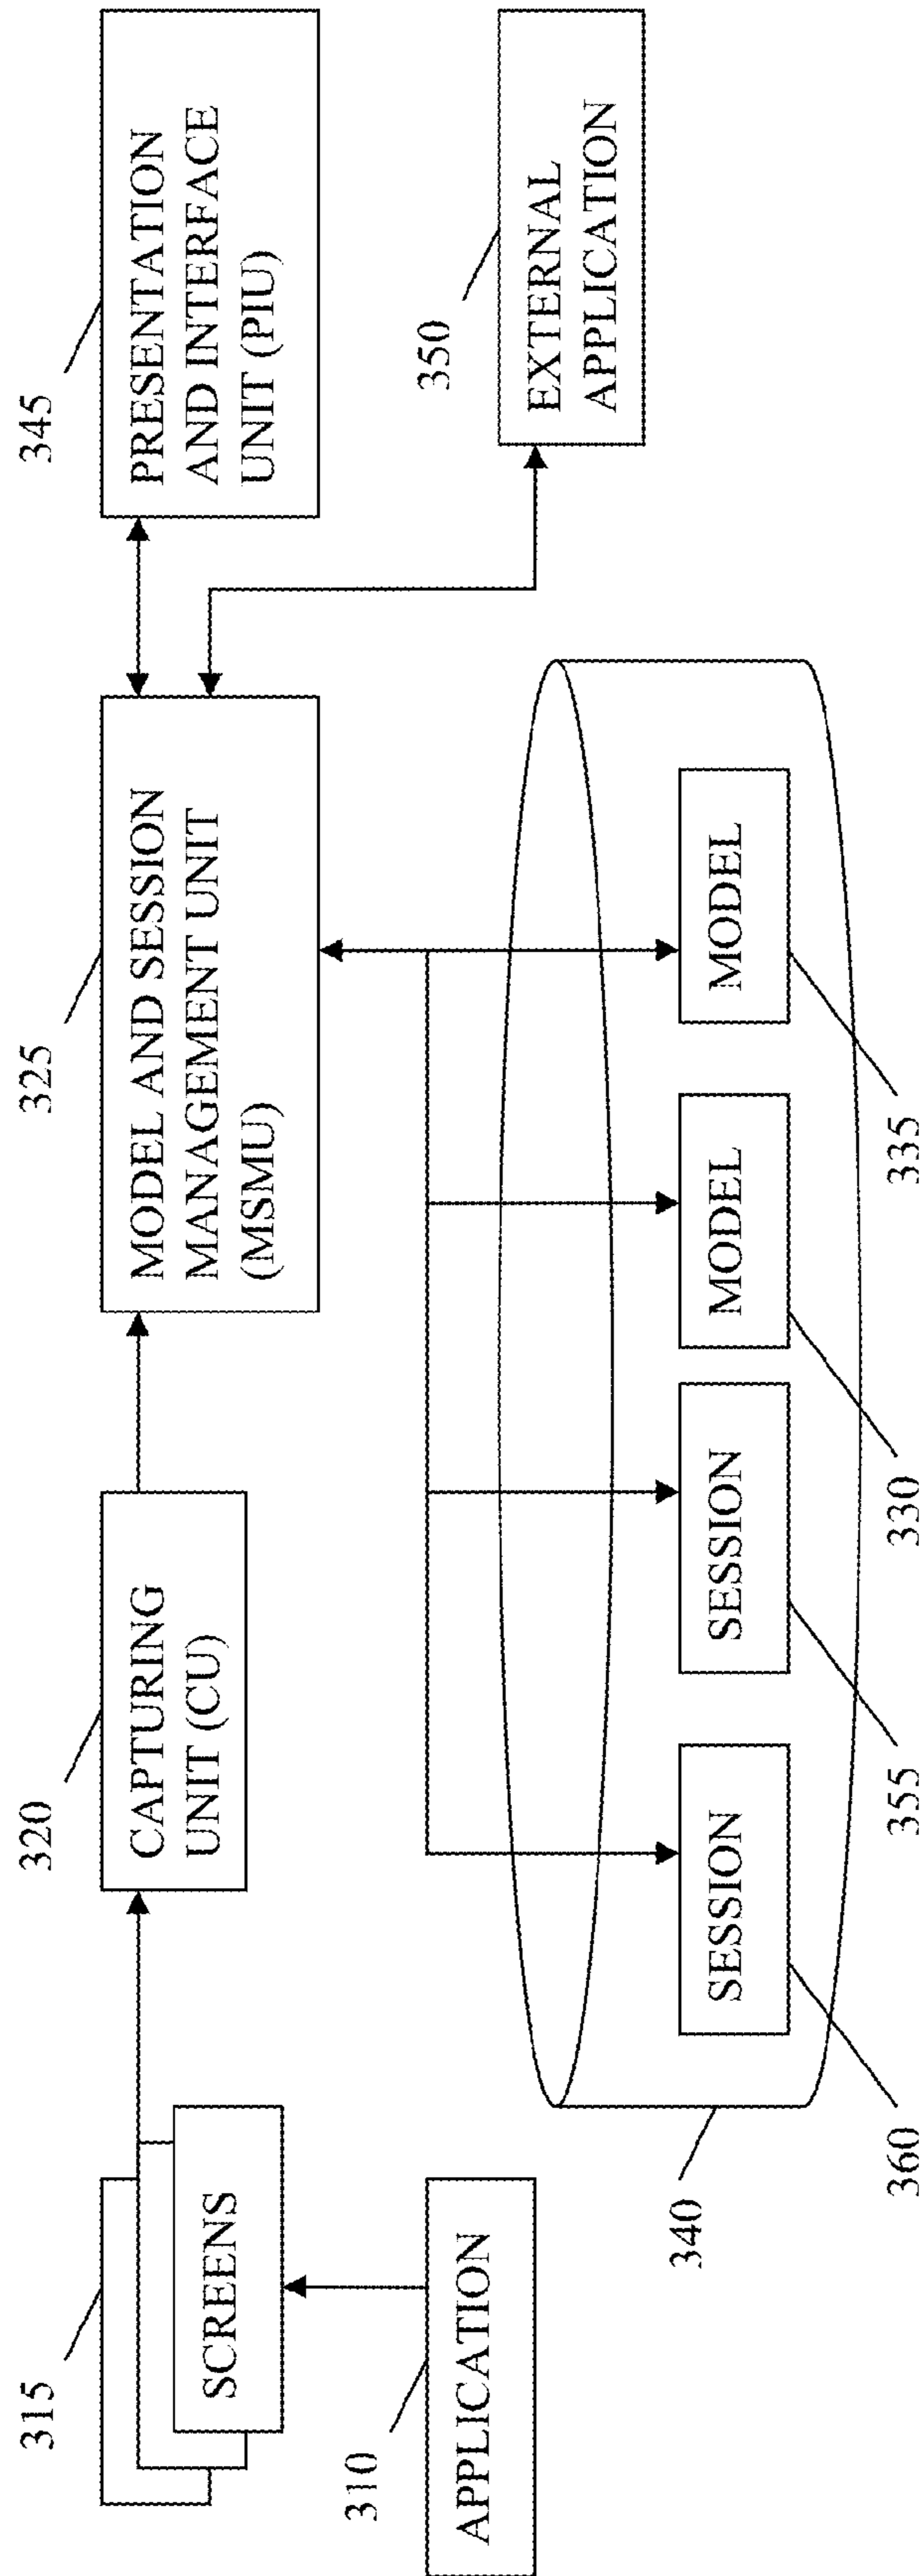 315
SCREENS
310
APPLICATION
320
CAPTURING
UNIT (CU)
325
MODEL AND SESSION
MANAGEMENT UNIT
(MSMU)
345
PRESENTATION
AND INTERFACE
UNIT (PIU)
350
EXTERNAL
APPLICATION
340
SESSION
360
SESSION
355
MODEL
330
MODEL
335